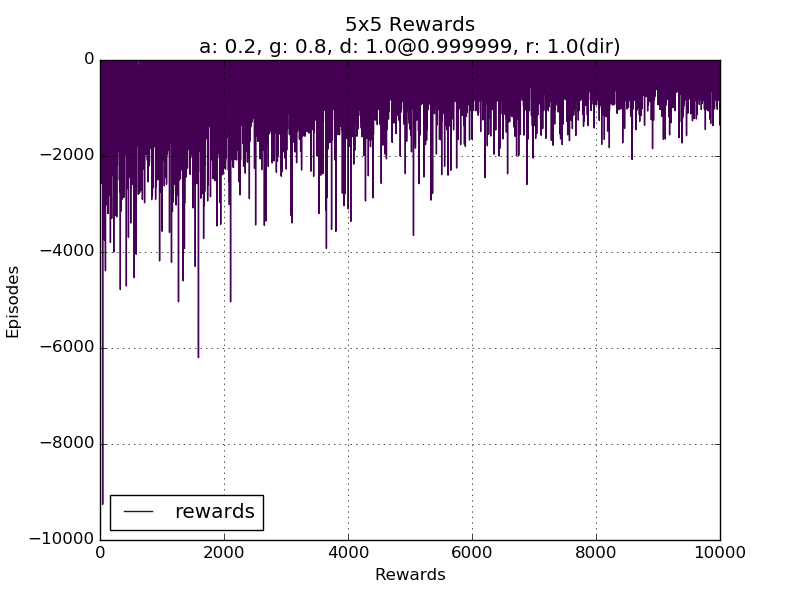 5x5 Rewards
a: 0.2, g: 0.8, d: 1.0@0.999999, r: 1.0(dir)
0
−2000
−4000
−6000
−8000
−10000
Episodes
rewards
0 2000 4000 6000 8000 10000
Rewards